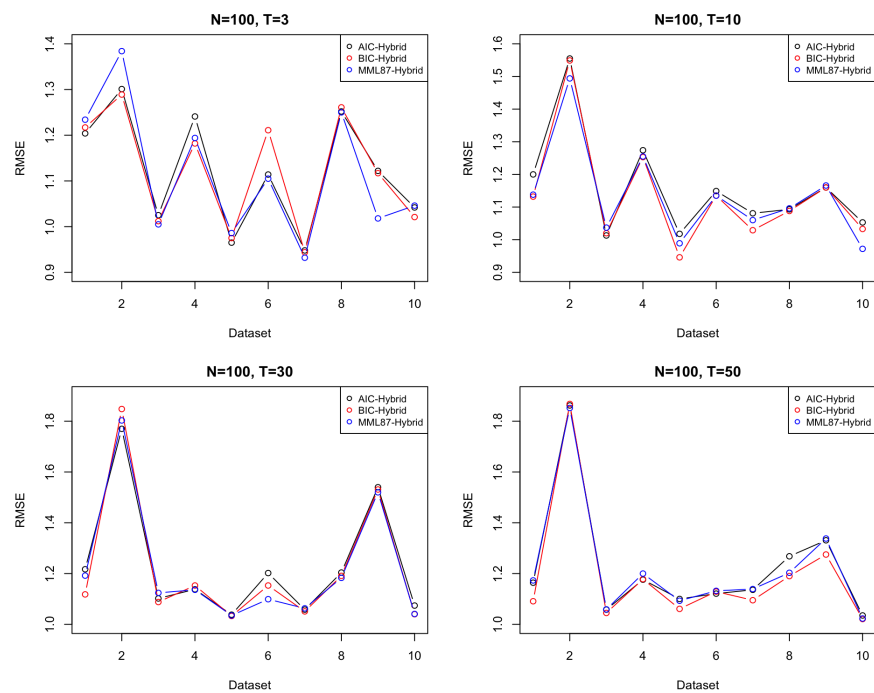 N=100, T=3
1.4
1.3
1.2
1.1
1.0
0.9
RMSE
AIC-Hybrid
BIC-Hybrid
MML87-Hybrid
2 4 6 8 10
Dataset
N=100, T=10
1.6
1.5
1.4
1.3
1.2
1.1
1.0
0.9
RMSE
AIC-Hybrid
BIC-Hybrid
MML87-Hybrid
2 4 6 8 10
Dataset
N=100, T=30
1.8
1.6
1.4
1.2
1.0
RMSE
AIC-Hybrid
BIC-Hybrid
MML87-Hybrid
2 4 6 8 10
Dataset
N=100, T=50
1.8
1.6
1.4
1.2
1.0
RMSE
AIC-Hybrid
BIC-Hybrid
MML87-Hybrid
2 4 6 8 10
Dataset